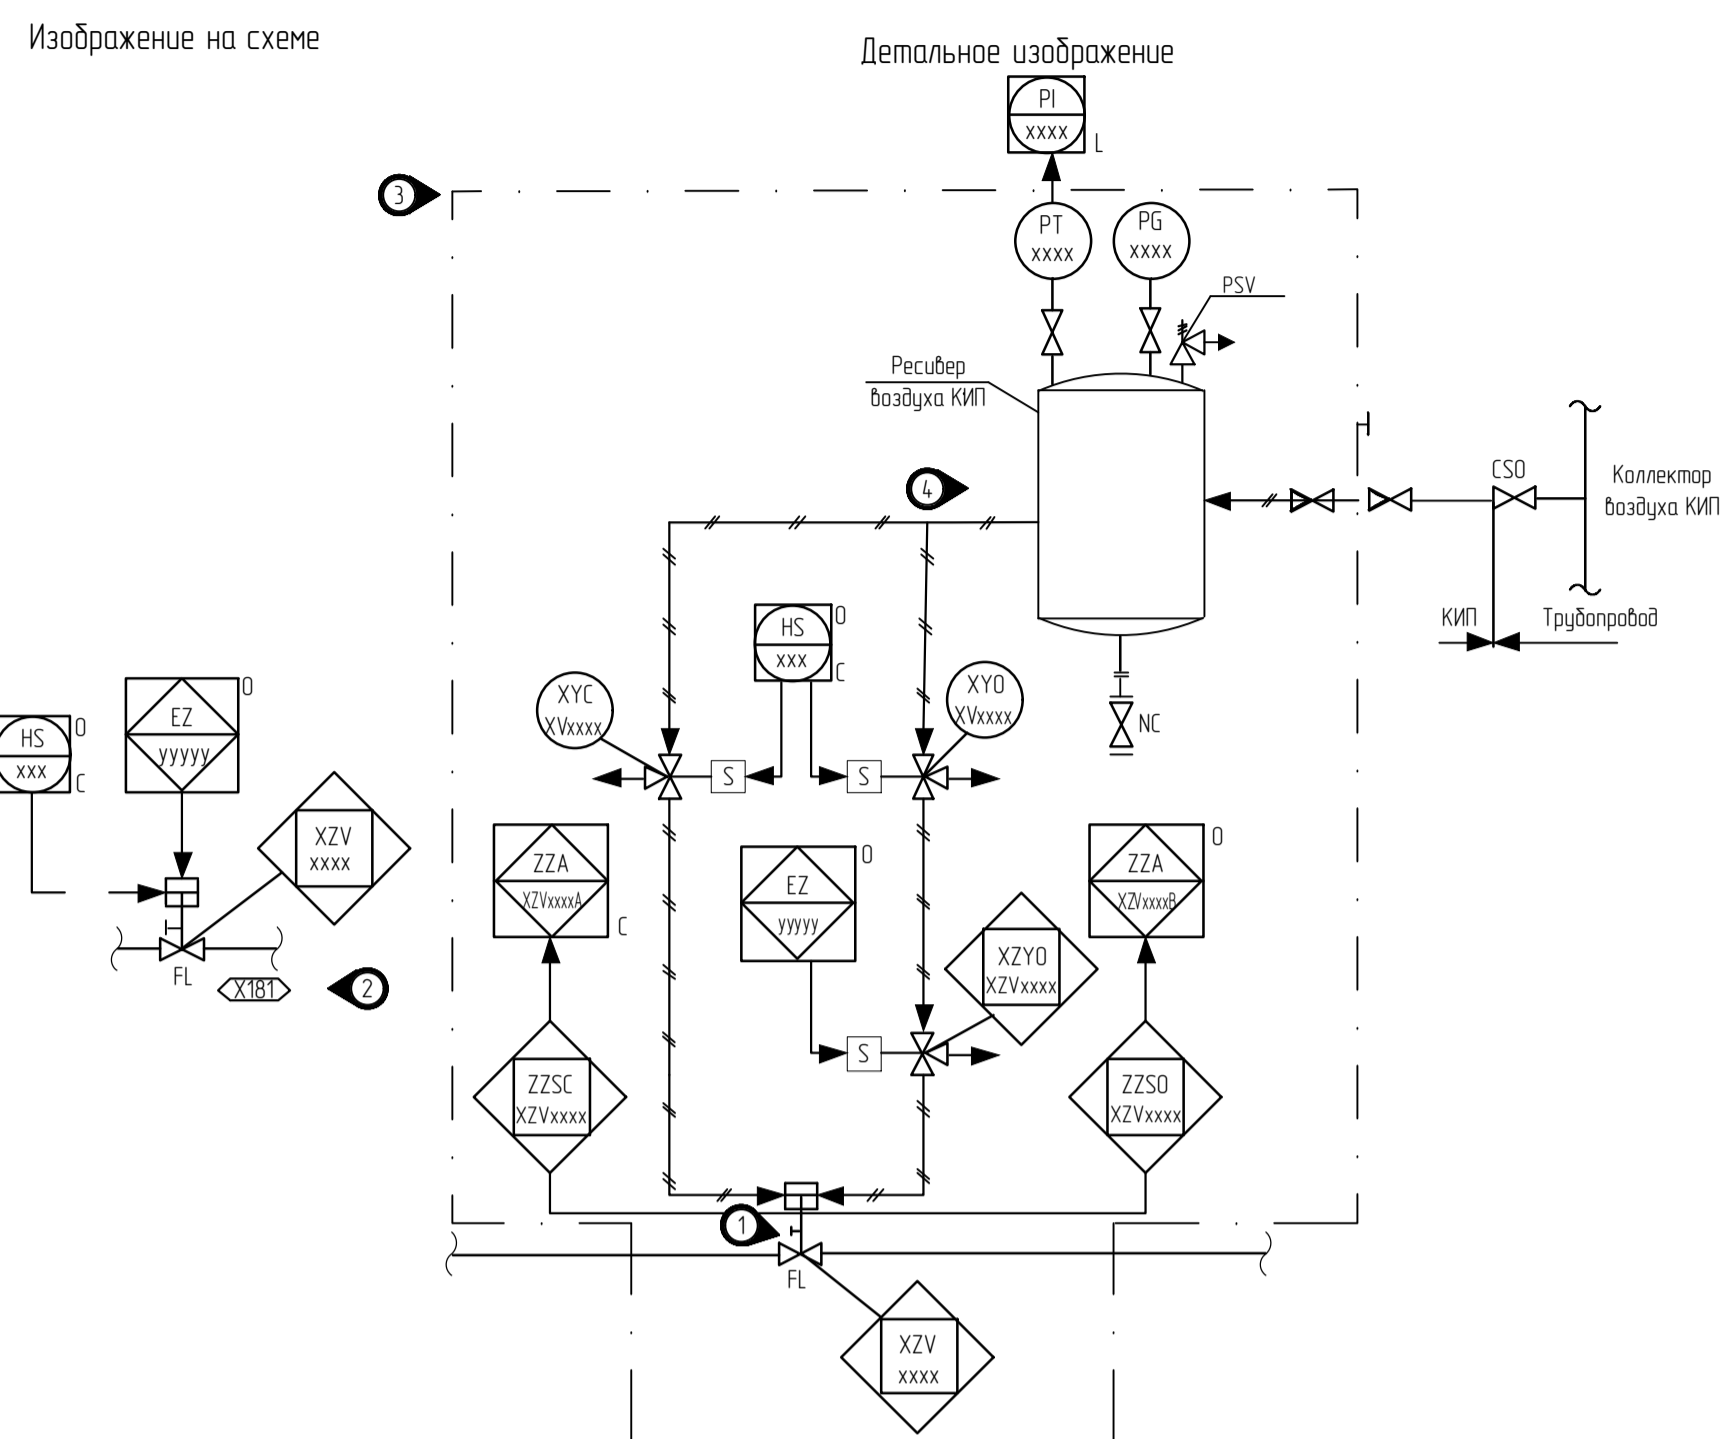 Изображение на схеме
Детальное изображение
PI
xxxx
L
3
PT
xxxx
PG
xxxx
PSV
Ресивер
воздуха КИП
4
CSO
Коллектор
воздуха КИП
КИП
Трубопровод
HS
xxx
O
C
XYC
XVxxxx
XYO
XVxxxx
NC
S
S
HS
xxx
O
C
EZ
yyyyy
O
XZV
xxxx
FL
X181
2
ZZA
XZVxxxxA
C
EZ
yyyyy
O
ZZA
XZVxxxxB
O
XZYO
XZVxxxx
S
ZZSC
XZVxxxx
ZZSO
XZVxxxx
1
FL
XZV
xxxx